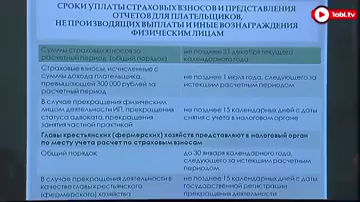 1obl.tv
СРОКИ УПЛАТЫ СТРАХОВЫХ ВЗНОСОВ И ПРЕДСТАВЛЕНИЯ
ОТЧЕТОВ ДЛЯ ПЛАТЕЛЬЩИКОВ,
НЕ ПРОИЗВОДЯЩИХ ВЫПЛАТЫ И ИНЫЕ ВОЗНАГРАЖДЕНИЯ
ФИЗИЧЕСКИМ ЛИЦАМ
Суммы страховых взносов за
расчетный период (общий порядок)
не позднее 31 декабря текущего
календарного года
Страховые взносы, исчисленные с
суммы дохода плательщика,
превышающей 300 000 рублей за
расчетный период
не позднее 1 июля года, следующего за
истекшим расчетным периодом
В случае прекращения физическим
лицом деятельности ИП, прекращения
статуса адвоката, прекращения
занятия частной практикой
не позднее 15 календарных дней с даты
снятия с учете в налоговом органе
Главы крестьянских (фермерских) хозяйств представляют в налоговый орган
по месту учета расчет по страховым взносам
Общий порядок
до 30 января календарного года,
следующего за истекшим расчетным
периодом
В случае прекращения деятельности в
качестве главы крестьянского
(фермерского) хозяйства
не позднее 15 календарных дней с даты
государственной регистрации
прекращения деятельности